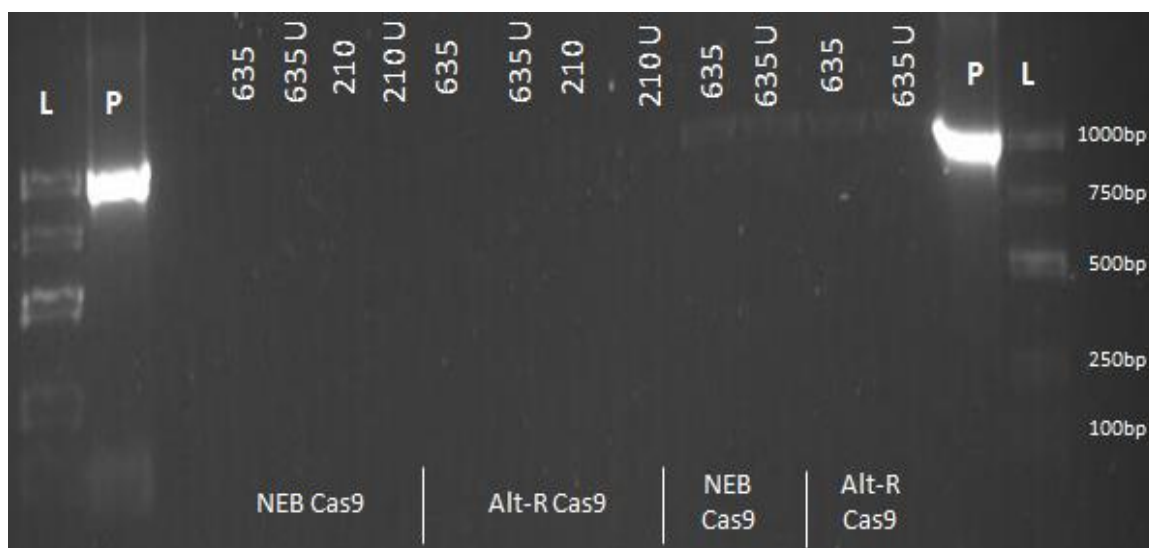 L
P
635
635 U
210
210 U
635
635 U
210
210 U
635
635 U
635
635 U
P
L
1000bp
750bp
500bp
250bp
100bp
NEB Cas9
Alt-R Cas9
NEB
Cas9
Alt-R
Cas9